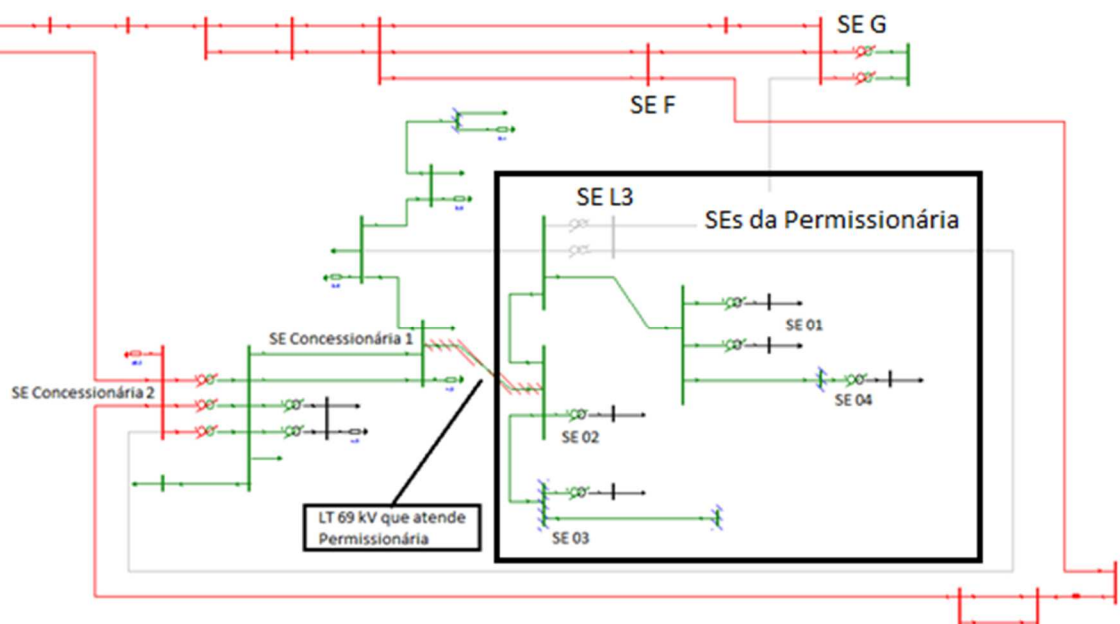 SE G
SE F
SE L3
SEs da Permissionária
SE 01
SE Concessionária 1
SE Concessionária 2
SE 04
SE 02
LT 69 kV que atende
Permissionária
SE 03